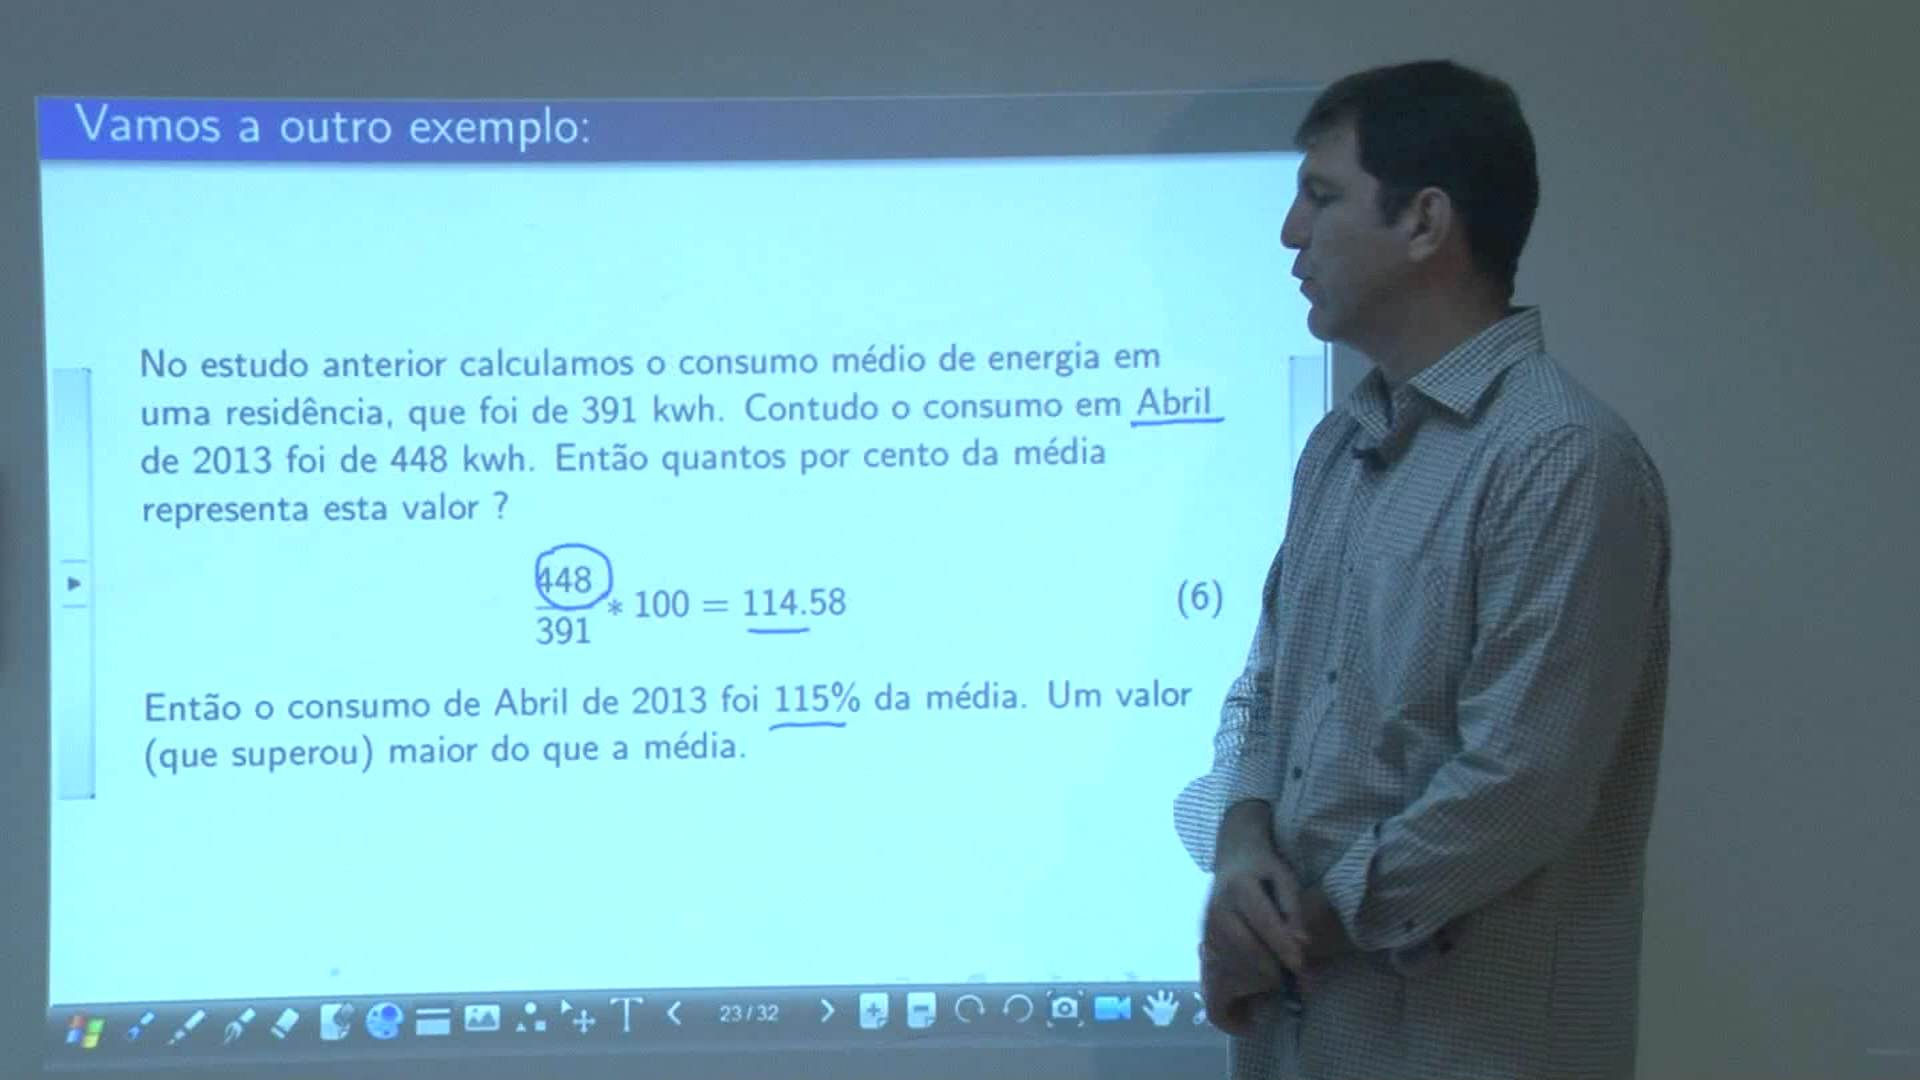 Vamos a outro exemplo:
No estudo anterior calculamos o consumo médio de energia em
uma residência, que foi de 391 kwh. Contudo o consumo em Abril
de 2013 foi de 448 kwh. Então quantos por cento da média
representa esta valor ?
448
391 * 100 = 114.58 (6)
Então o consumo de Abril de 2013 foi 115% da média. Um valor
(que superou) maior do que a média.
23/32